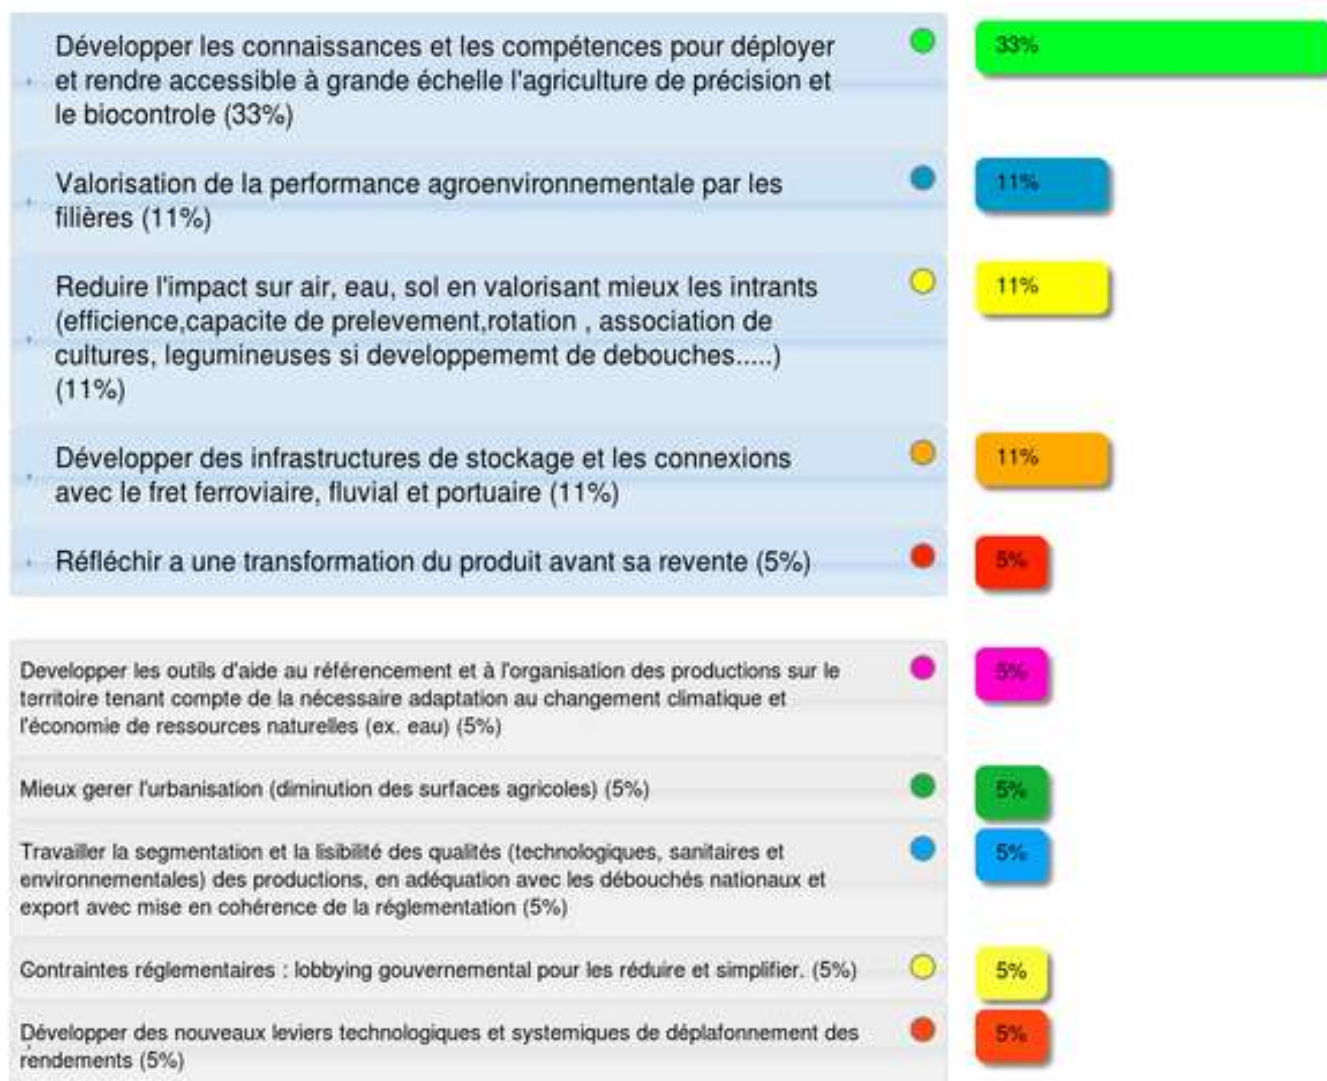 Développer les connaissances et les compétences pour déployer
et rendre accessible à grande échelle l'agriculture de précision et
le biocontrole (33%)
33%
Valorisation de la performance agroenvironnementale par les
filières (11%)
11%
Reduire l'impact sur air, eau, sol en valorisant mieux les intrants
(efficience,capacite de prelevement,rotation , association de
cultures, legumineuses si developpememt de debouches.....)
(11%)
11%
Développer des infrastructures de stockage et les connexions
avec le fret ferroviaire, fluvial et portuaire (11%)
11%
Réfléchir a une transformation du produit avant sa revente (5%)
5%
Developper les outils d'aide au référencement et à l'organisation des productions sur le
territoire tenant compte de la nécessaire adaptation au changement climatique et
l'économie de ressources naturelles (ex. eau) (5%)
5%
Mieux gerer l'urbanisation (diminution des surfaces agricoles) (5%)
5%
Travailler la segmentation et la lisibilité des qualités (technologiques, sanitaires et
environnementales) des productions, en adéquation avec les débouchés nationaux et
export avec mise en cohérence de la réglementation (5%)
5%
Contraintes réglementaires : lobbying gouvernemental pour les réduire et simplifier. (5%)
5%
Développer des nouveaux leviers technologiques et systemiques de déplafonnement des
rendements (5%)
5%